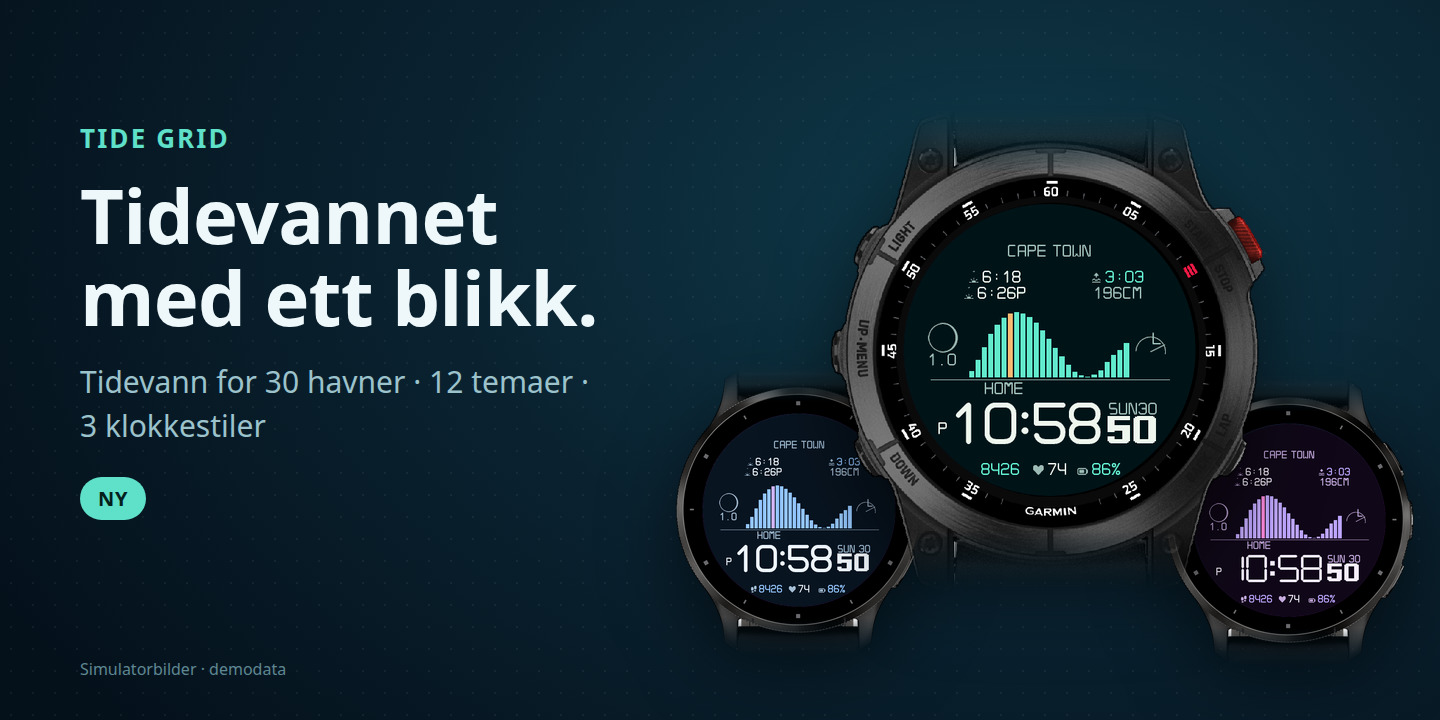 TIDE GRID
Tidevannet
med ett blikk.
Tidevann for 30 havner · 12 temaer ·
3 klokkestiler
NY
Simulatorbilder · demodata
60
55
05
50
45
15
40
20
35
25
LIGHT
UP·MENU
DOWN
STOP
LAP
GARMIN
CAPE TOWN
6:18
3:03
6:26P
196CM
1.0
HOME
P 10:58 50
SUN30
8426 74 86%
CAPE TOWN
6:18
3:03
6:26P
196CM
1.0
HOME
P 10:58 50
SUN 30
8426 74 86%
CAPE TOWN
6:18
3:03
6:26P
196CM
1.0
HOME
P 10:58 50
SUN 30
8426 74 86%